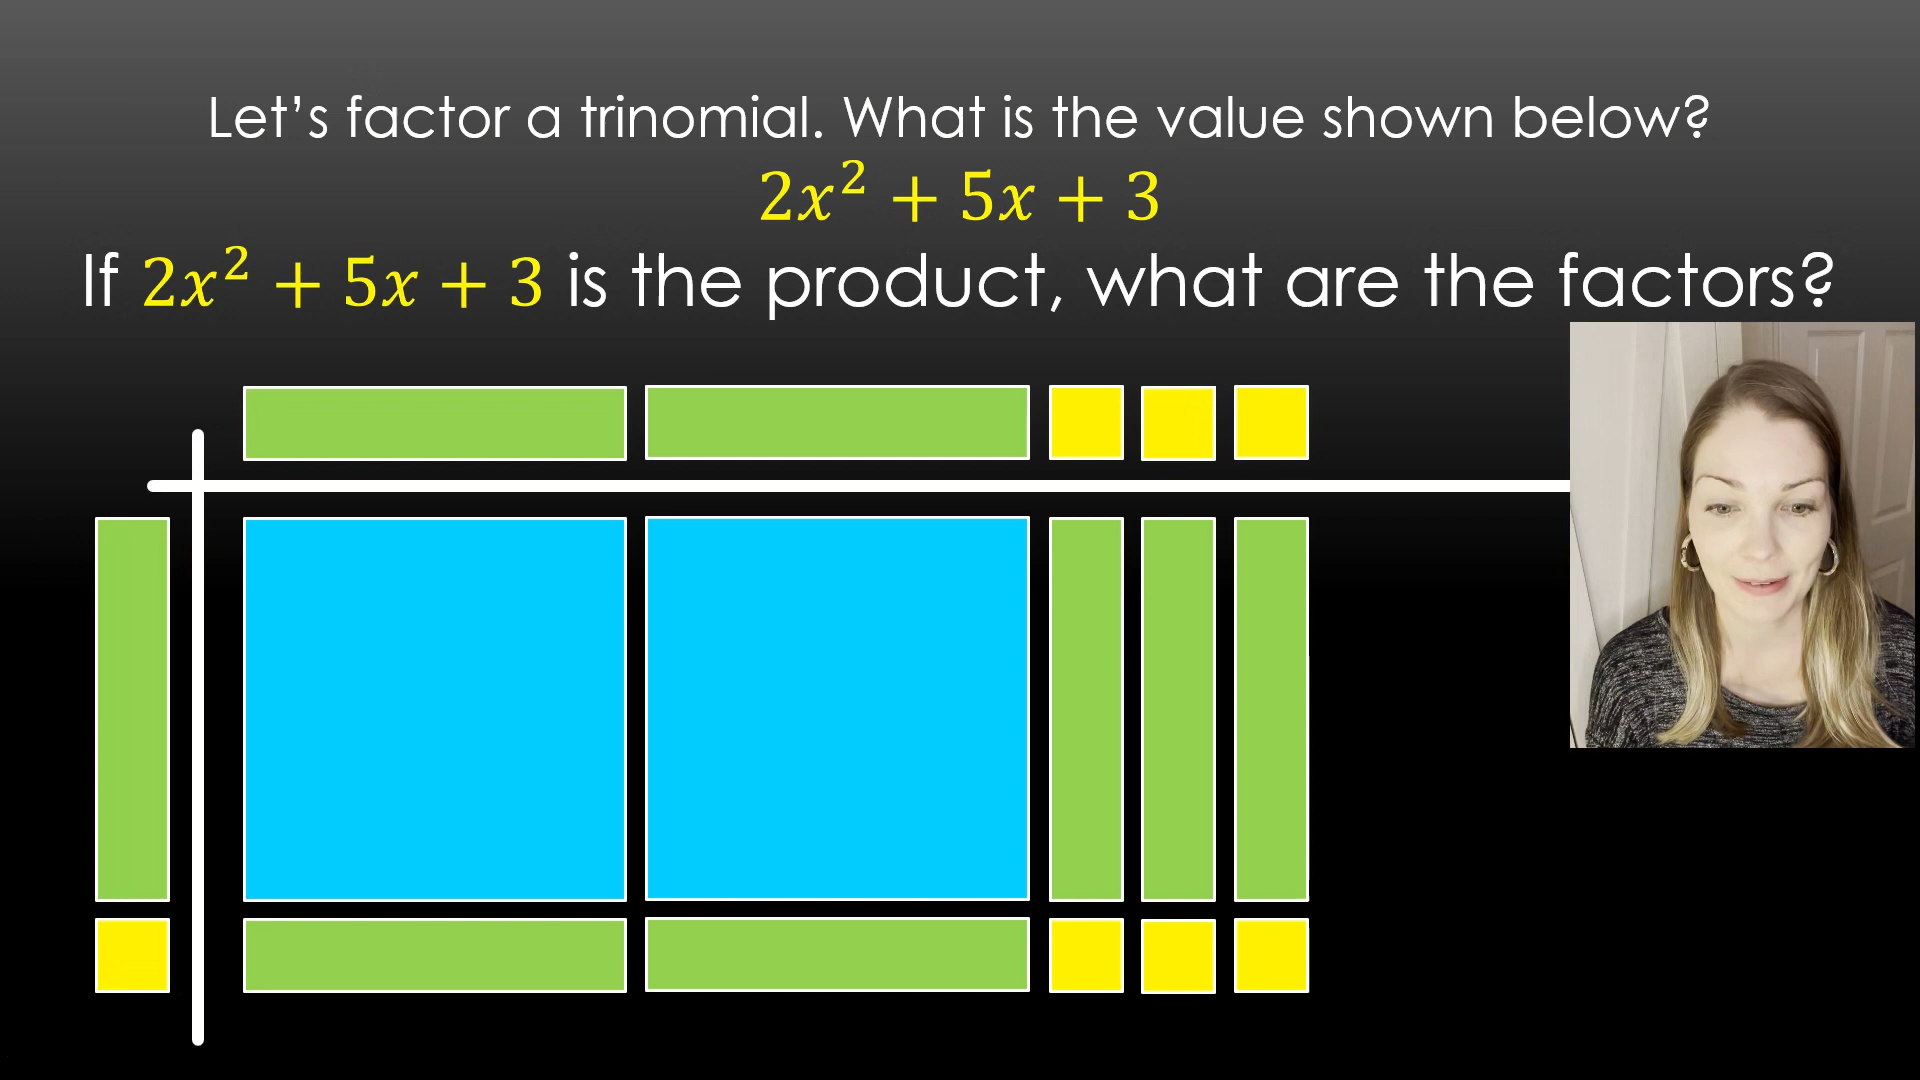 Let’s factor a trinomial. What is the value shown below?
2x² + 5x + 3
If 2x² + 5x + 3 is the product, what are the factors?